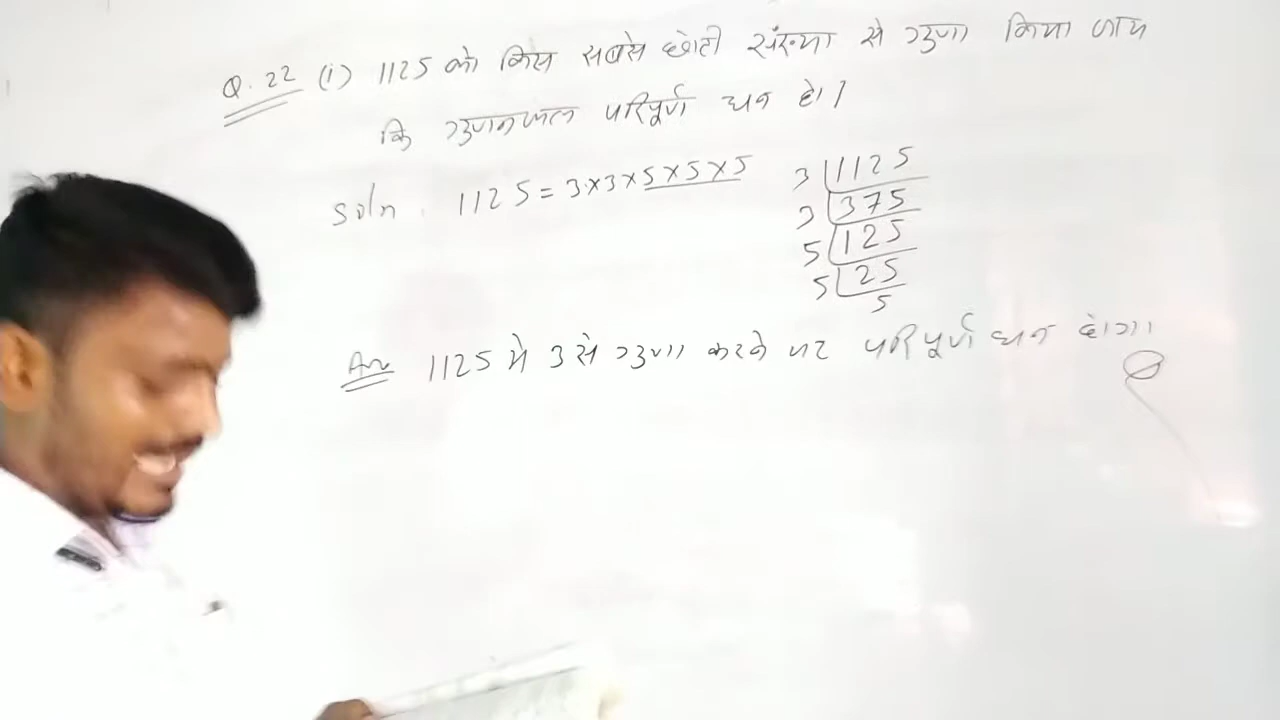 Q. 22 (i) 1125 को किस सबसे छोटी संख्या से गुणा किया जाय
कि गुणनफल परिपूर्ण घन हो।
Soln. 1125 = 3×3×5×5×5
3 1125
3 375
5 125
5 25
5
Ans 1125 मे 3 से गुणा करने पर परिपूर्ण घन होगा।